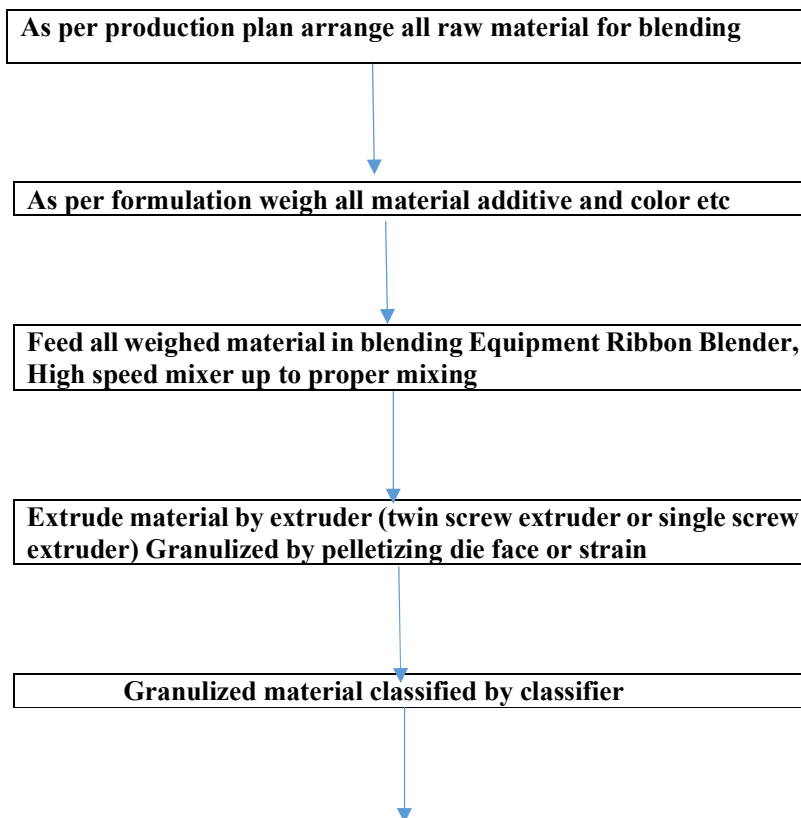 As per production plan arrange all raw material for blending
As per formulation weigh all material additive and color etc
Feed all weighed material in blending Equipment Ribbon Blender,
High speed mixer up to proper mixing
Extrude material by extruder (twin screw extruder or single screw
extruder) Granulized by pelletizing die face or strain
Granulized material classified by classifier